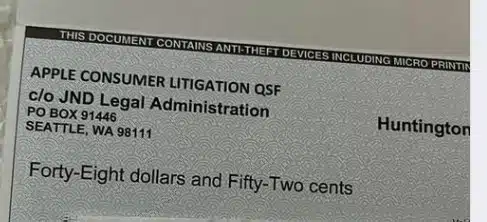 THIS DOCUMENT CONTAINS ANTI-THEFT DEVICES INCLUDING MICRO PRINTIN
APPLE CONSUMER LITIGATION QSF
c/o JND Legal Administration
PO BOX 91446
SEATTLE, WA 98111
Huntington
Forty-Eight dollars and Fifty-Two cents